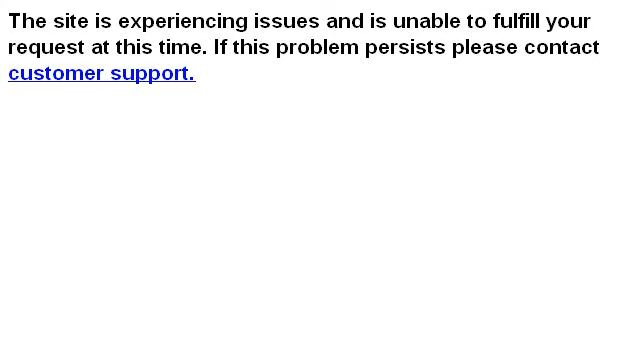 The site is experiencing issues and is unable to fulfill your
request at this time. If this problem persists please contact
customer support.